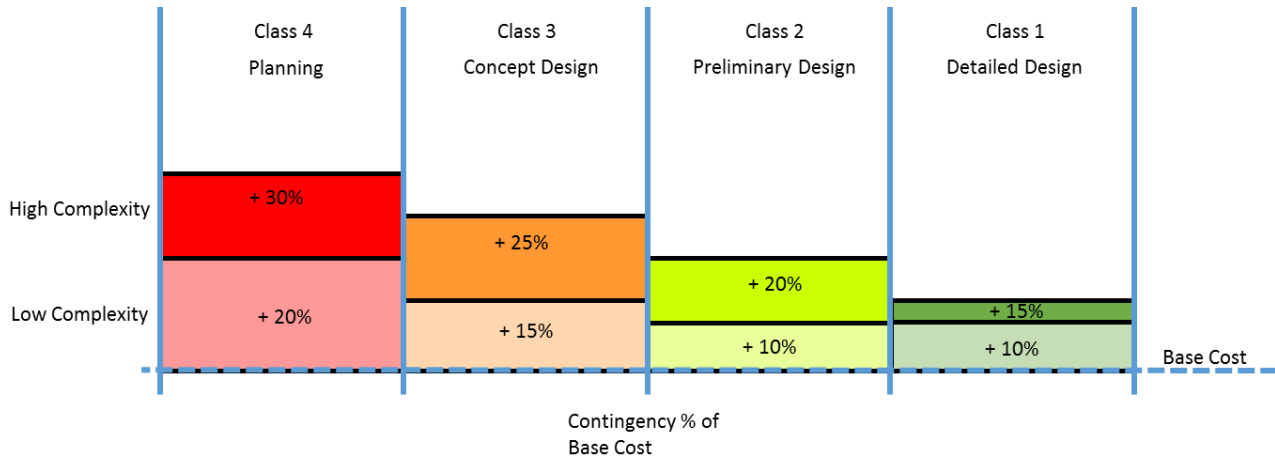 Class 4
Planning
Class 3
Concept Design
Class 2
Preliminary Design
Class 1
Detailed Design
High Complexity
+ 30%
+ 25%
+ 20%
+ 15%
Low Complexity
+ 20%
+ 15%
+ 10%
+ 10%
Base Cost
Contingency % of
Base Cost